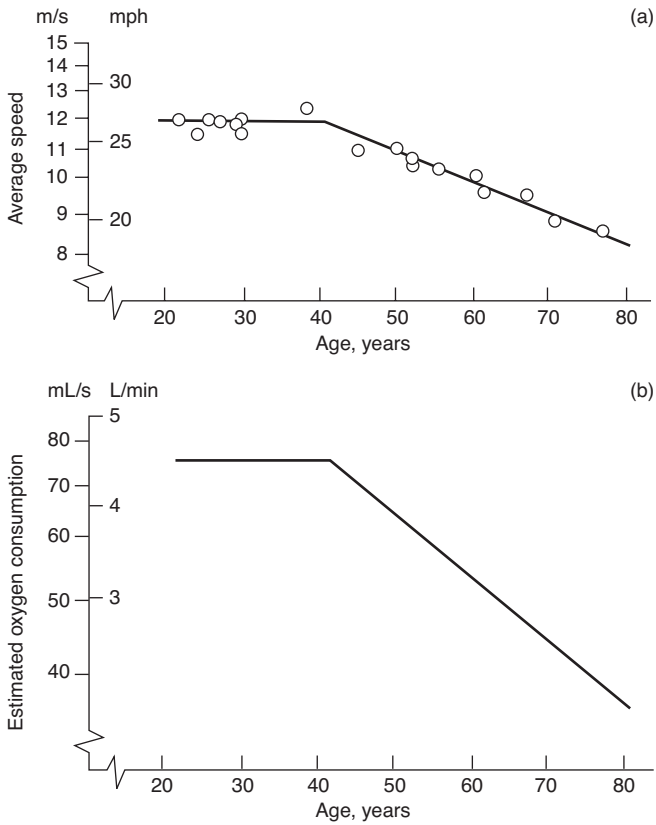 m/s mph (a)
15
14
13
12
11
10
9
8
30
25
20
Average speed
20 30 40 50 60 70 80
Age, years
mL/s L/min (b)
80
70
60
50
40
5
4
3
Estimated oxygen consumption
20 30 40 50 60 70 80
Age, years